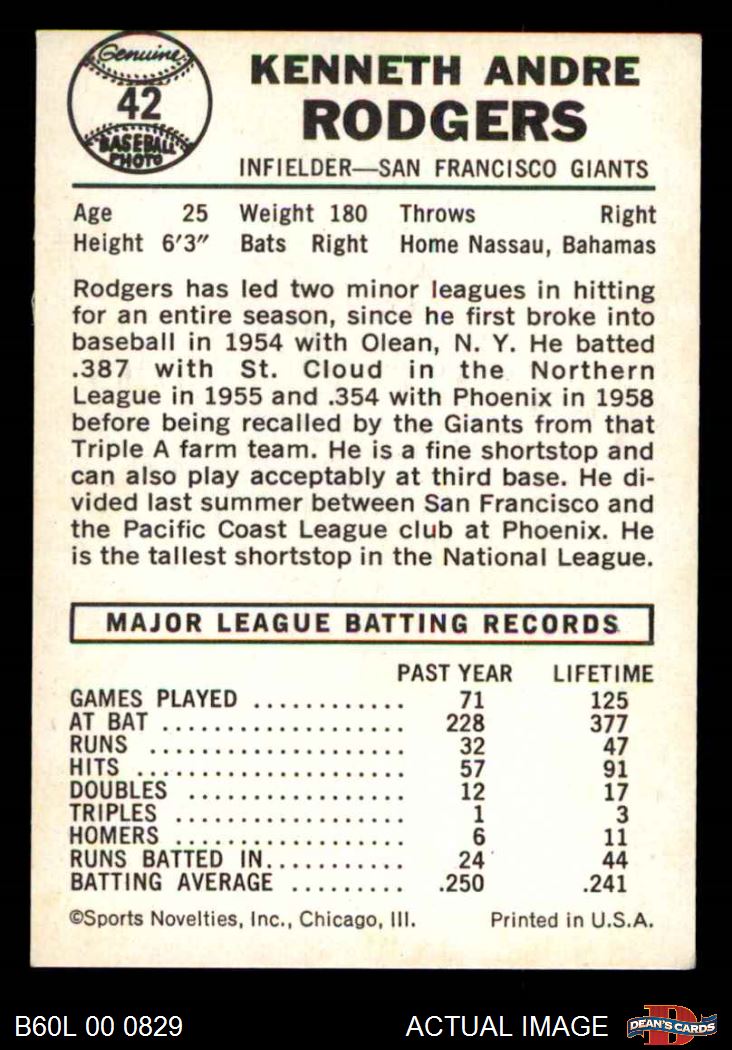 Genuine
42
BASEBALL
PHOTO
KENNETH ANDRE
RODGERS
INFIELDER—SAN FRANCISCO GIANTS
Age 25 Weight 180 Throws Right
Height 6'3" Bats Right Home Nassau, Bahamas
Rodgers has led two minor leagues in hitting
for an entire season, since he first broke into
baseball in 1954 with Olean, N. Y. He batted
.387 with St. Cloud in the Northern
League in 1955 and .354 with Phoenix in 1958
before being recalled by the Giants from that
Triple A farm team. He is a fine shortstop and
can also play acceptably at third base. He di-
vided last summer between San Francisco and
the Pacific Coast League club at Phoenix. He
is the tallest shortstop in the National League.
MAJOR LEAGUE BATTING RECORDS
PAST YEAR LIFETIME
GAMES PLAYED ............ 71 125
AT BAT .................... 228 377
RUNS ..................... 32 47
HITS ...................... 57 91
DOUBLES ................. 12 17
TRIPLES .................. 1 3
HOMERS .................. 6 11
RUNS BATTED IN............ 24 44
BATTING AVERAGE ......... .250 .241
©Sports Novelties, Inc., Chicago, Ill. Printed in U.S.A.
B60L 00 0829 ACTUAL IMAGE D DEAN'S CARDS